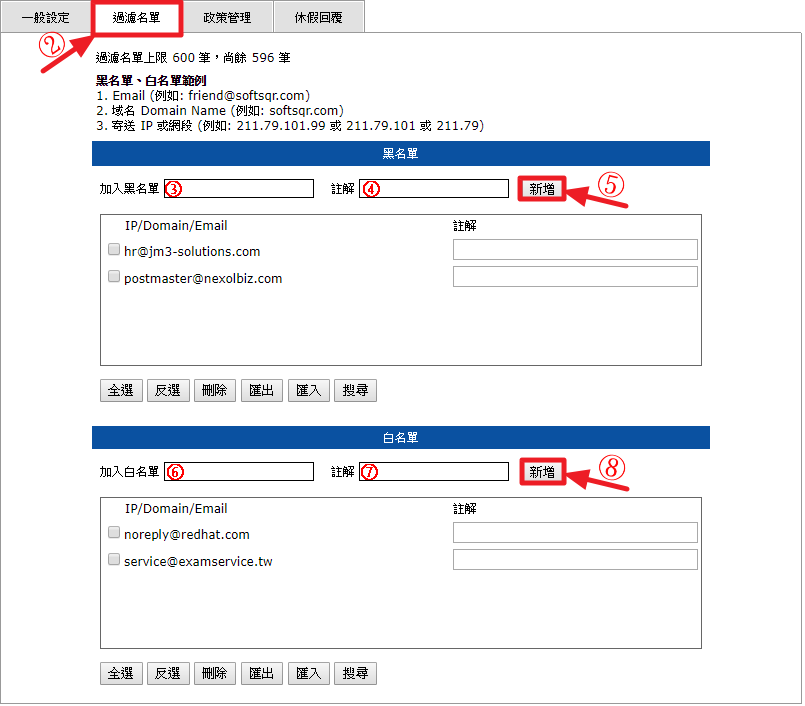 一般設定 過濾名單 政策管理 休假回覆
②
過濾名單上限 600 筆，尚餘 596 筆
黑名單、白名單範例
1. Email (例如: friend@softsqr.com)
2. 域名 Domain Name (例如: softsqr.com)
3. 寄送 IP 或網段 (例如: 211.79.101.99 或 211.79.101 或 211.79)
黑名單
加入黑名單 ③ 註解 ④ 新增 ⑤
IP/Domain/Email 註解
hr@jm3-solutions.com
postmaster@nexolbiz.com
全選 反選 刪除 匯出 匯入 搜尋
白名單
加入白名單 ⑥ 註解 ⑦ 新增 ⑧
IP/Domain/Email 註解
noreply@redhat.com
service@examservice.tw
全選 反選 刪除 匯出 匯入 搜尋